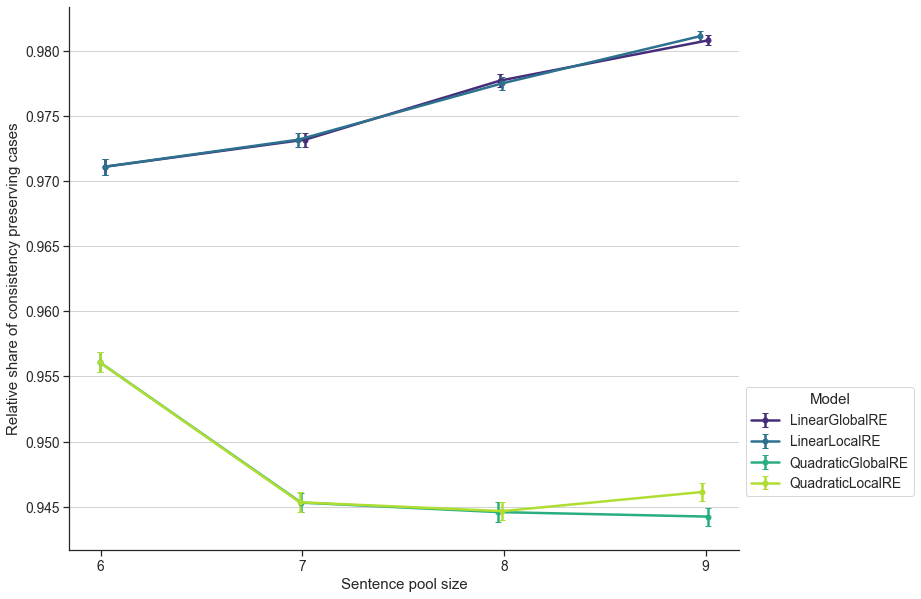 Relative share of consistency preserving cases
0.980
0.975
0.970
0.965
0.960
0.955
0.950
0.945
6 7 8 9
Sentence pool size
Model
LinearGlobalRE
LinearLocalRE
QuadraticGlobalRE
QuadraticLocalRE